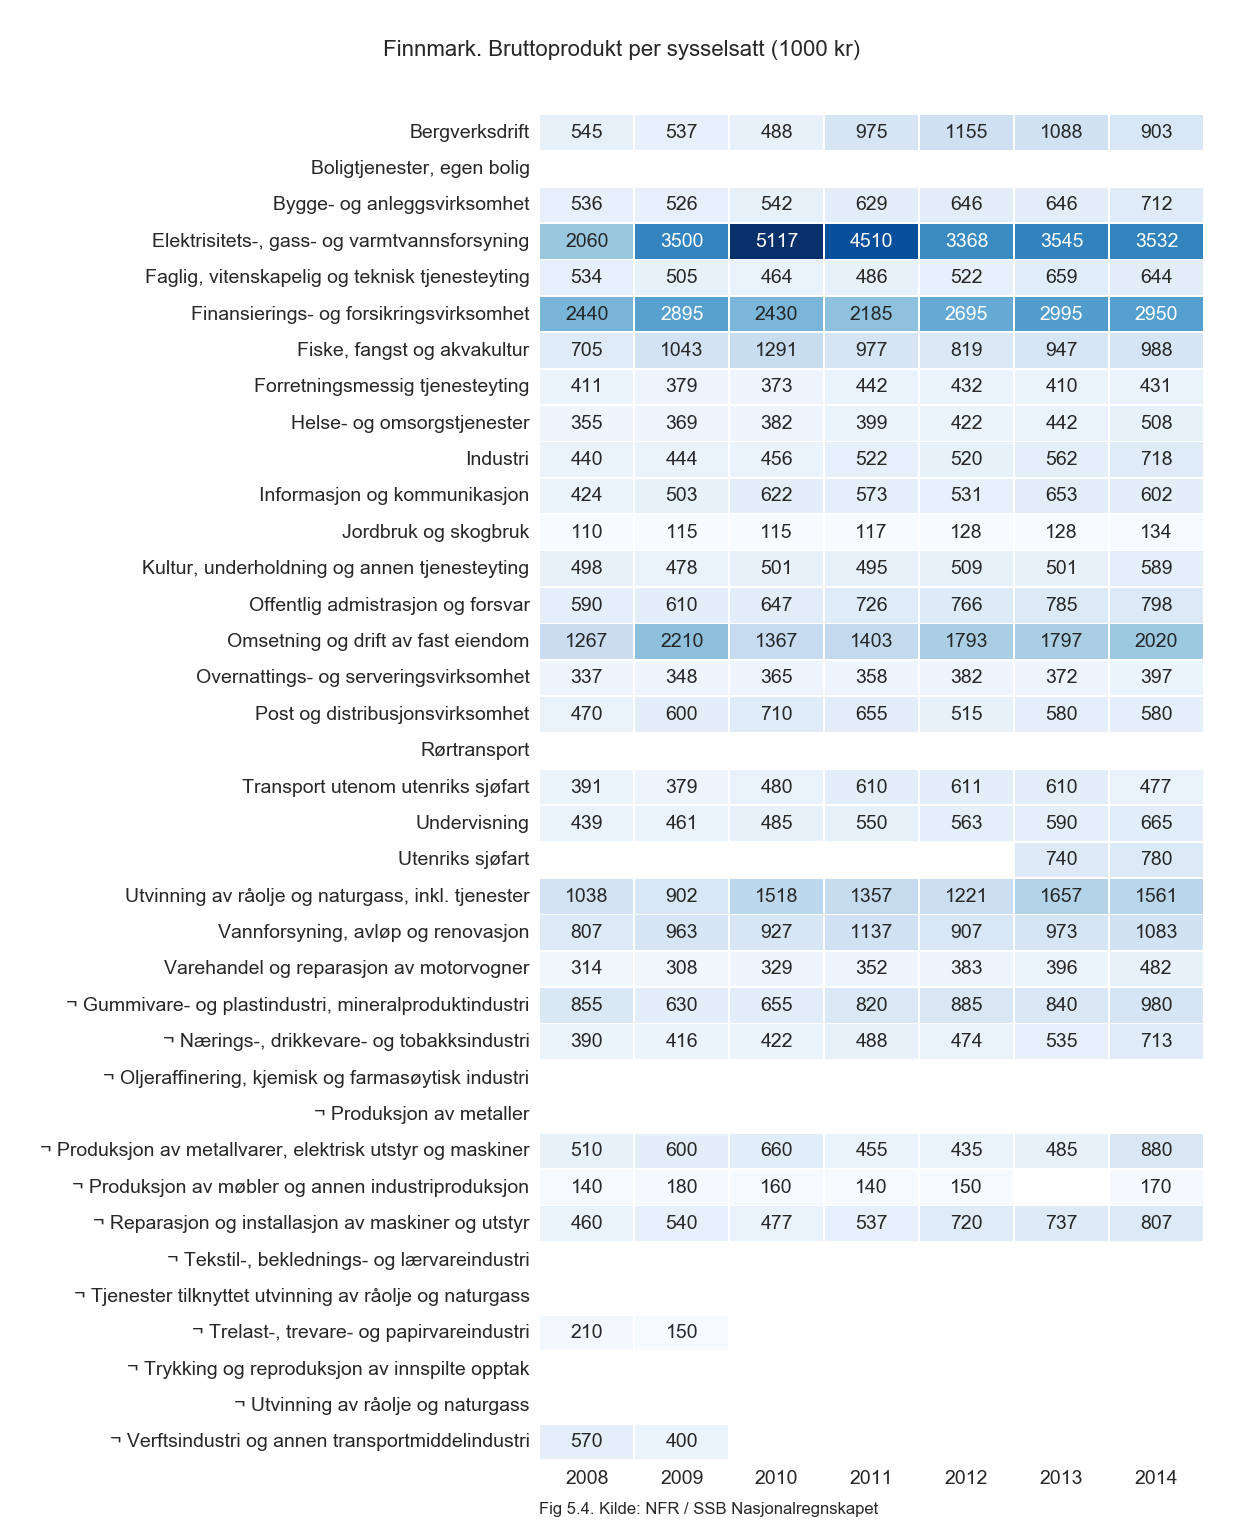 Finnmark. Bruttoprodukt per sysselsatt (1000 kr)
Bergverksdrift 545 537 488 975 1155 1088 903
Boligtjenester, egen bolig
Bygge- og anleggsvirksomhet 536 526 542 629 646 646 712
Elektrisitets-, gass- og varmtvannsforsyning 2060 3500 5117 4510 3368 3545 3532
Faglig, vitenskapelig og teknisk tjenesteyting 534 505 464 486 522 659 644
Finansierings- og forsikringsvirksomhet 2440 2895 2430 2185 2695 2995 2950
Fiske, fangst og akvakultur 705 1043 1291 977 819 947 988
Forretningsmessig tjenesteyting 411 379 373 442 432 410 431
Helse- og omsorgstjenester 355 369 382 399 422 442 508
Industri 440 444 456 522 520 562 718
Informasjon og kommunikasjon 424 503 622 573 531 653 602
Jordbruk og skogbruk 110 115 115 117 128 128 134
Kultur, underholdning og annen tjenesteyting 498 478 501 495 509 501 589
Offentlig admistrasjon og forsvar 590 610 647 726 766 785 798
Omsetning og drift av fast eiendom 1267 2210 1367 1403 1793 1797 2020
Overnattings- og serveringsvirksomhet 337 348 365 358 382 372 397
Post og distribusjonsvirksomhet 470 600 710 655 515 580 580
Rørtransport
Transport utenom utenriks sjøfart 391 379 480 610 611 610 477
Undervisning 439 461 485 550 563 590 665
Utenriks sjøfart 740 780
Utvinning av råolje og naturgass, inkl. tjenester 1038 902 1518 1357 1221 1657 1561
Vannforsyning, avløp og renovasjon 807 963 927 1137 907 973 1083
Varehandel og reparasjon av motorvogner 314 308 329 352 383 396 482
¬ Gummivare- og plastindustri, mineralproduktindustri 855 630 655 820 885 840 980
¬ Nærings-, drikkevare- og tobakksindustri 390 416 422 488 474 535 713
¬ Oljeraffinering, kjemisk og farmasøytisk industri
¬ Produksjon av metaller
¬ Produksjon av metallvarer, elektrisk utstyr og maskiner 510 600 660 455 435 485 880
¬ Produksjon av møbler og annen industriproduksjon 140 180 160 140 150 170
¬ Reparasjon og installasjon av maskiner og utstyr 460 540 477 537 720 737 807
¬ Tekstil-, beklednings- og lærvareindustri
¬ Tjenester tilknyttet utvinning av råolje og naturgass
¬ Trelast-, trevare- og papirvareindustri 210 150
¬ Trykking og reproduksjon av innspilte opptak
¬ Utvinning av råolje og naturgass
¬ Verftsindustri og annen transportmiddelindustri 570 400
2008 2009 2010 2011 2012 2013 2014
Fig 5.4. Kilde: NFR / SSB Nasjonalregnskapet